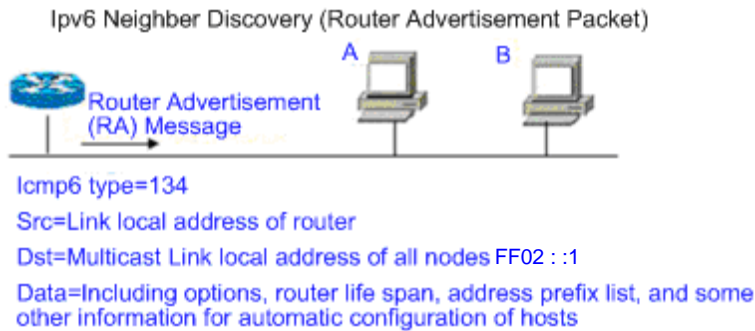 Ipv6 Neighber Discovery (Router Advertisement Packet)
A
B
Router Advertisement
(RA) Message
Icmp6 type=134
Src=Link local address of router
Dst=Multicast Link local address of all nodes FF02 : :1
Data=Including options, router life span, address prefix list, and some
other information for automatic configuration of hosts